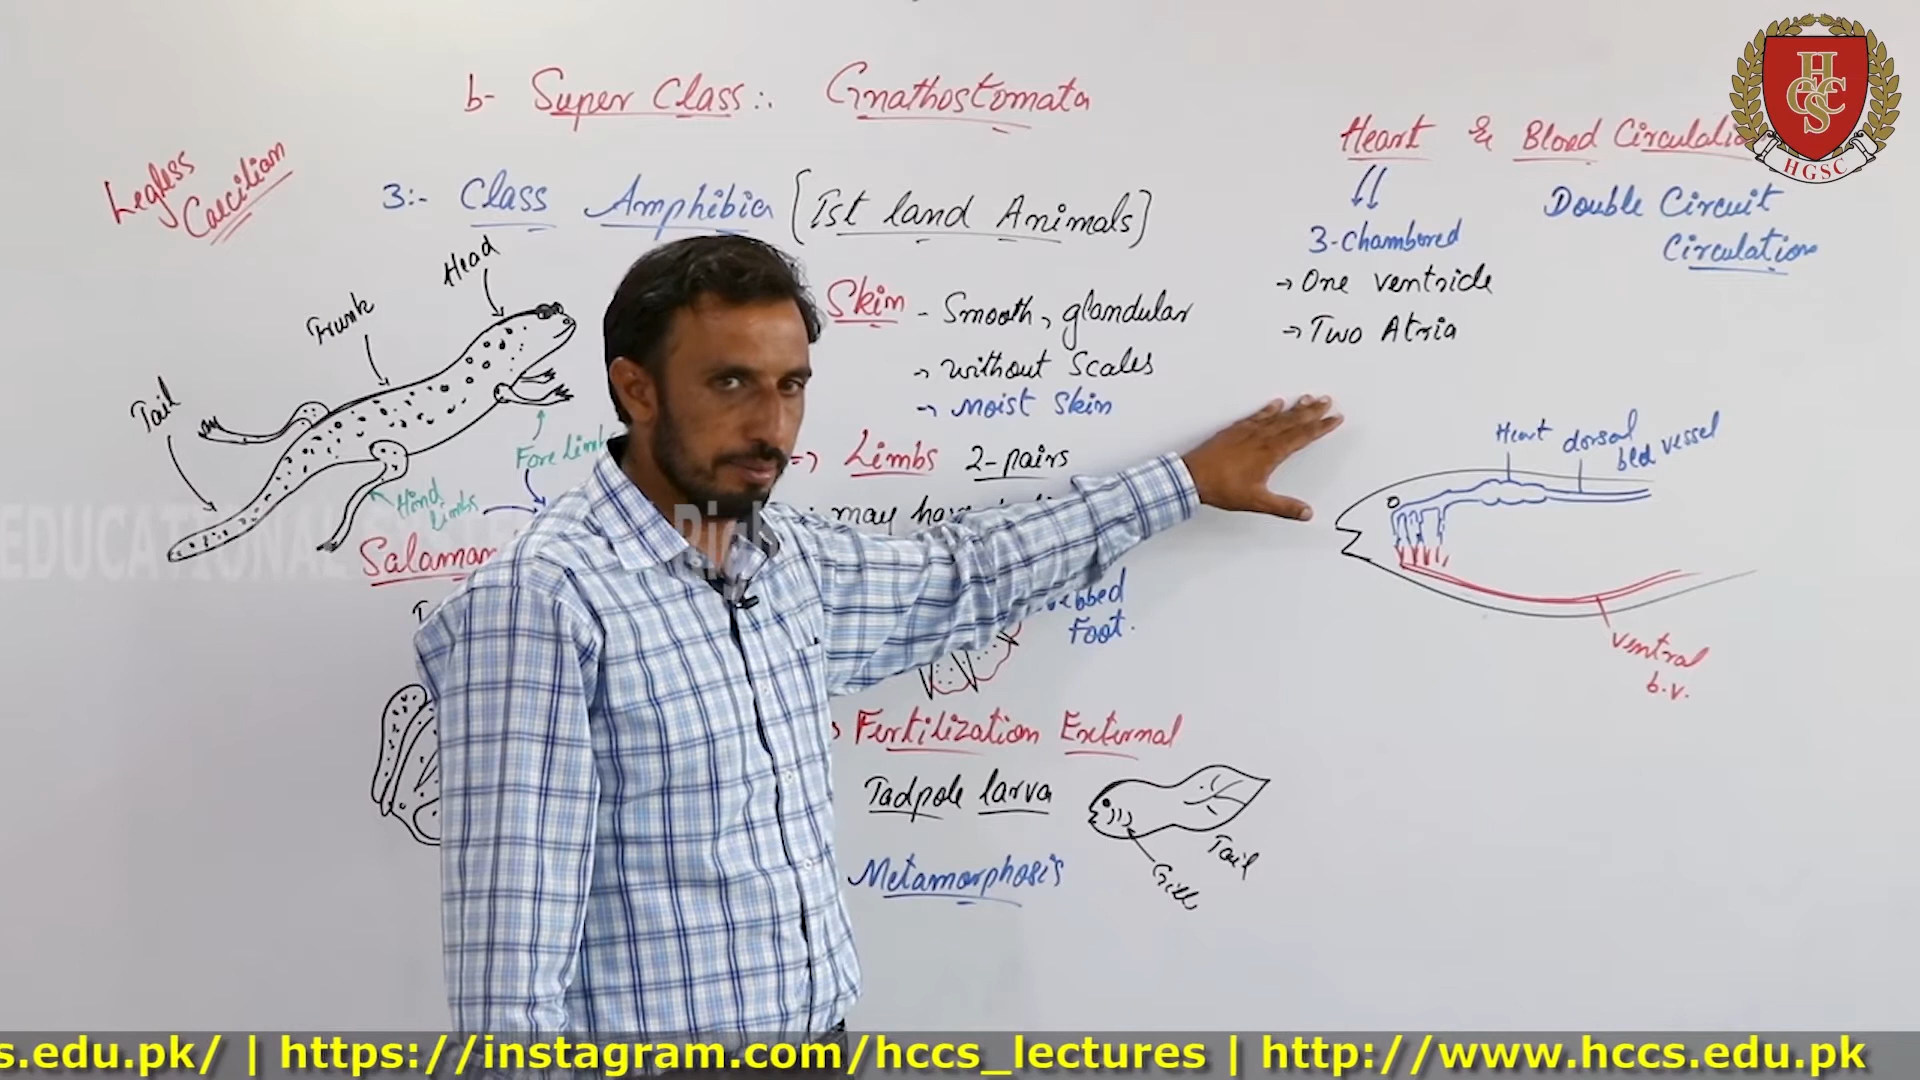 b- Super Class:. Gnathostomata
Legless
Caecilian
3:- Class Amphibia (Ist land Animals)
Head
Trunk
Tail
Fore limbs
Hind
limbs
Skin - Smooth, glandular
→ without Scales
→ Moist Skin
=> Limbs 2-pairs
may have
Foot.
Fertilization External
Tadpole larva
Gill
Tail
Metamorphosis
Heart & Blood
Double Circuit
Circulation
3-Chambered
→ One ventricle
→ Two Atria
Heart
dorsal
bld vessel
ventral
b.v.
HGSC
EDUCATIONAL
s.edu.pk/ | https://instagram.com/hccs_lectures | http://www.hccs.edu.pk